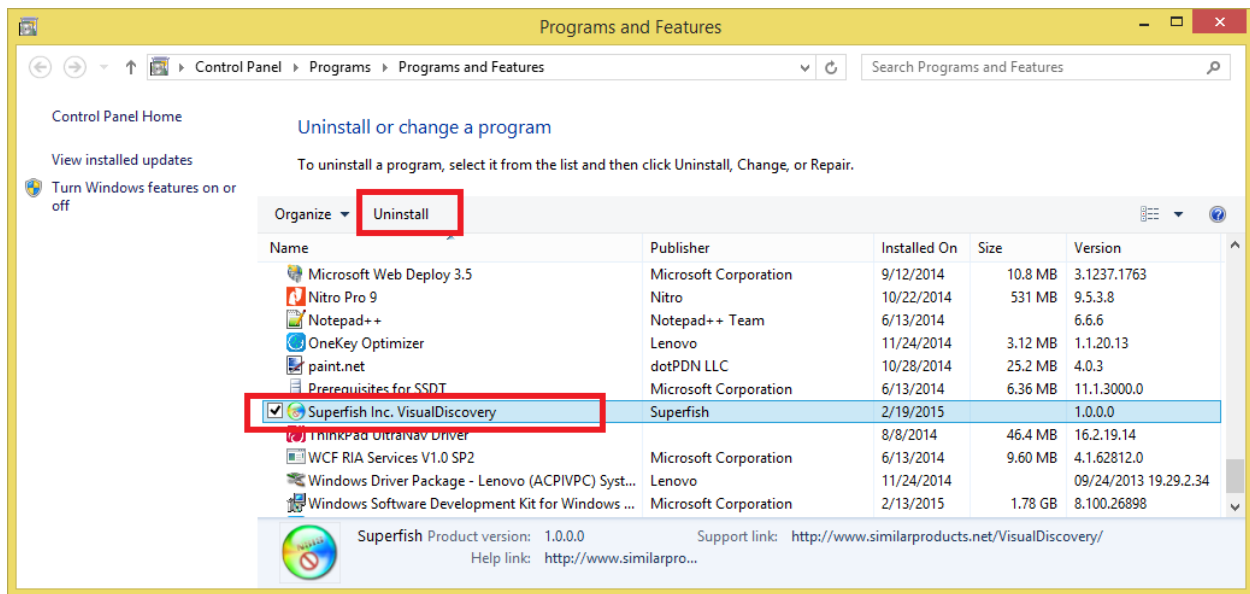 Programs and Features
Control Panel Programs Programs and Features
Search Programs and Features
Control Panel Home
View installed updates
Turn Windows features on or
off
Uninstall or change a program
To uninstall a program, select it from the list and then click Uninstall, Change, or Repair.
Organize Uninstall
Name Publisher Installed On Size Version
Microsoft Web Deploy 3.5 Microsoft Corporation 9/12/2014 10.8 MB 3.1237.1763
Nitro Pro 9 Nitro 10/22/2014 531 MB 9.5.3.8
Notepad++ Notepad++ Team 6/13/2014 6.6.6
OneKey Optimizer Lenovo 11/24/2014 3.12 MB 1.1.20.13
paint.net dotPDN LLC 10/28/2014 25.2 MB 4.0.3
Prerequisites for SSDT Microsoft Corporation 6/13/2014 6.36 MB 11.1.3000.0
Superfish Inc. VisualDiscovery Superfish 2/19/2015 1.0.0.0
ThinkPad UltraNav Driver 8/8/2014 46.4 MB 16.2.19.14
WCF RIA Services V1.0 SP2 Microsoft Corporation 6/13/2014 9.60 MB 4.1.62812.0
Windows Driver Package - Lenovo (ACPIVPC) Syst... Lenovo 11/24/2014 09/24/2013 19.29.2.34
Windows Software Development Kit for Windows ... Microsoft Corporation 2/13/2015 1.78 GB 8.100.26898
Superfish Product version: 1.0.0.0 Support link: http://www.similarproducts.net/VisualDiscovery/
Help link: http://www.similarpro...